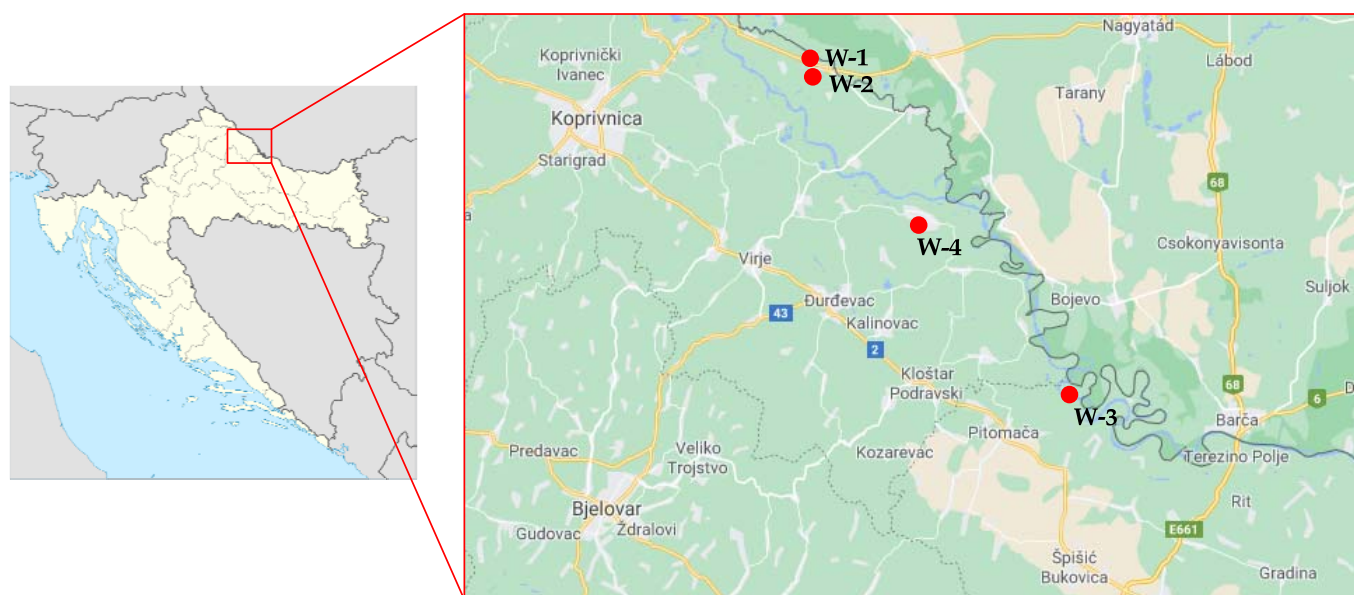 Nagyatád
Koprivnički
Ivanec
W-1
Lábod
W-2
Tarany
Koprivnica
Starigrad
68
a
W-4
Csokonyavisonta
Virje
Suljok
Đurđevac
Bojevo
43
Kalinovac
2
Kloštar
Podravski
68
6
D
W-3
Barča
Pitomača
Predavac
Veliko
Trojstvo
Kozarevac
Terezino Polje
Rit
Bjelovar
Gudovac
Ždralovi
E661
Špišić
Bukovica
Gradina